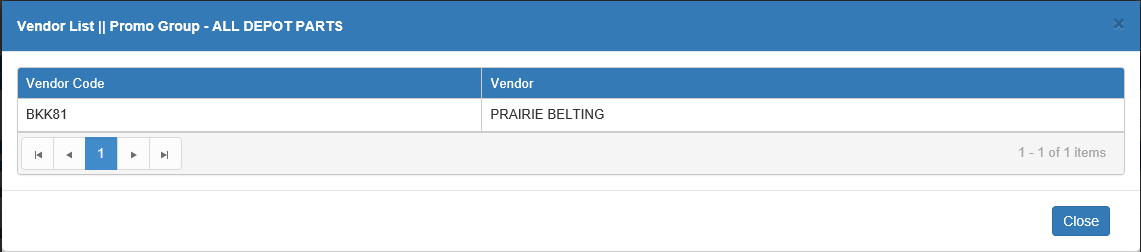 Vendor List || Promo Group - ALL DEPOT PARTS
×
Vendor Code Vendor
BKK81 PRAIRIE BELTING
1 1 - 1 of 1 items
Close